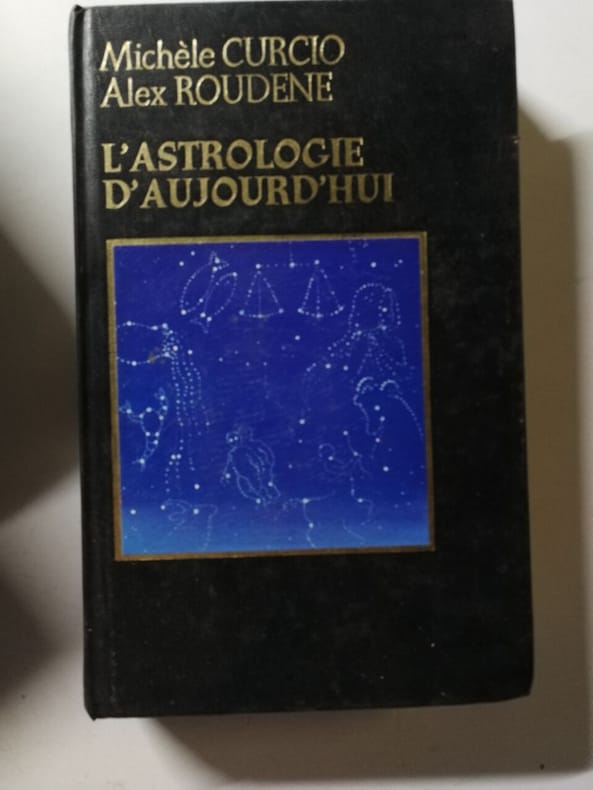 Michèle CURCIO
Alex ROUDENE
L'ASTROLOGIE
D'AUJOURD'HUI